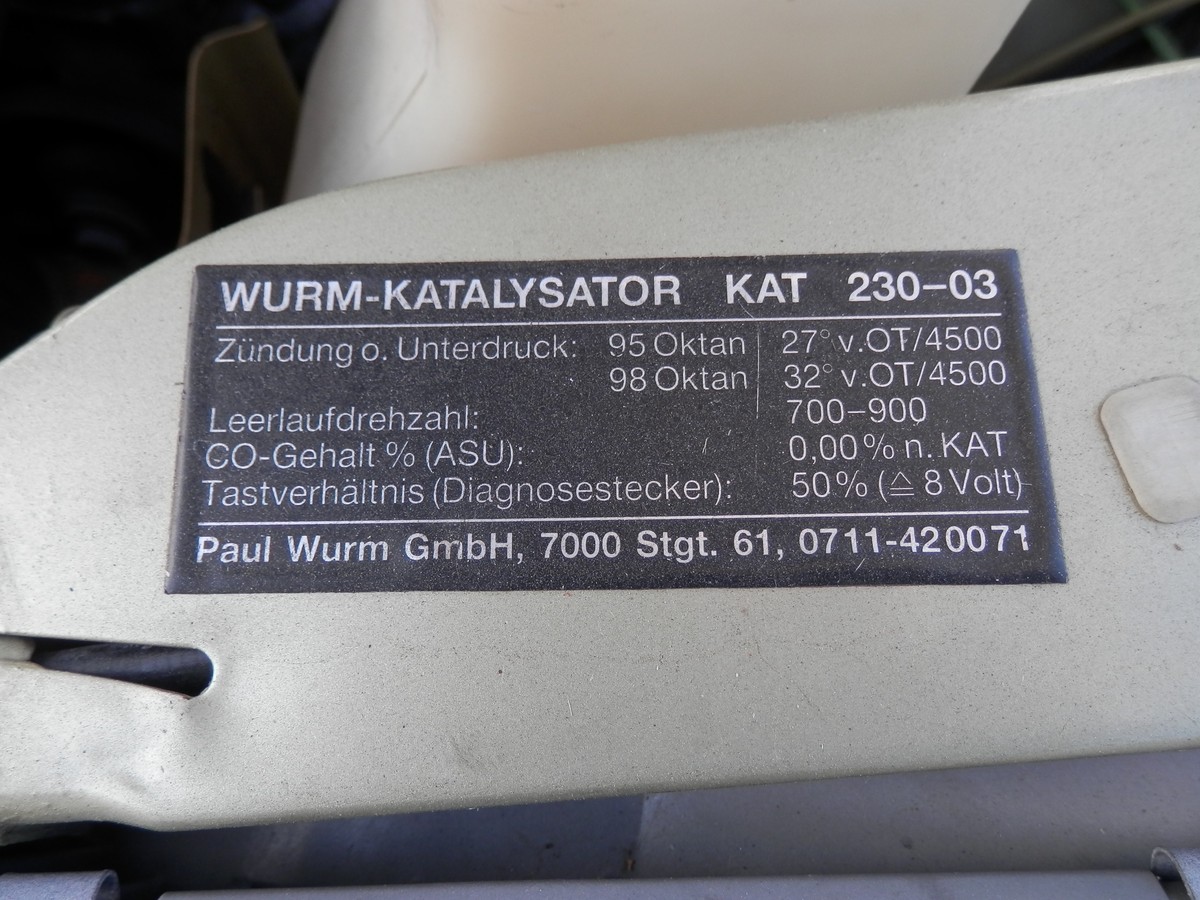 WURM-KATALYSATOR KAT 230-03
Zündung o. Unterdruck: 95 Oktan 27° v.OT/4500
98 Oktan 32° v.OT/4500
Leerlaufdrehzahl: 700-900
CO-Gehalt % (ASU): 0,00% n. KAT
Tastverhältnis (Diagnosestecker): 50% (≙ 8 Volt)
Paul Wurm GmbH, 7000 Stgt. 61, 0711-420071